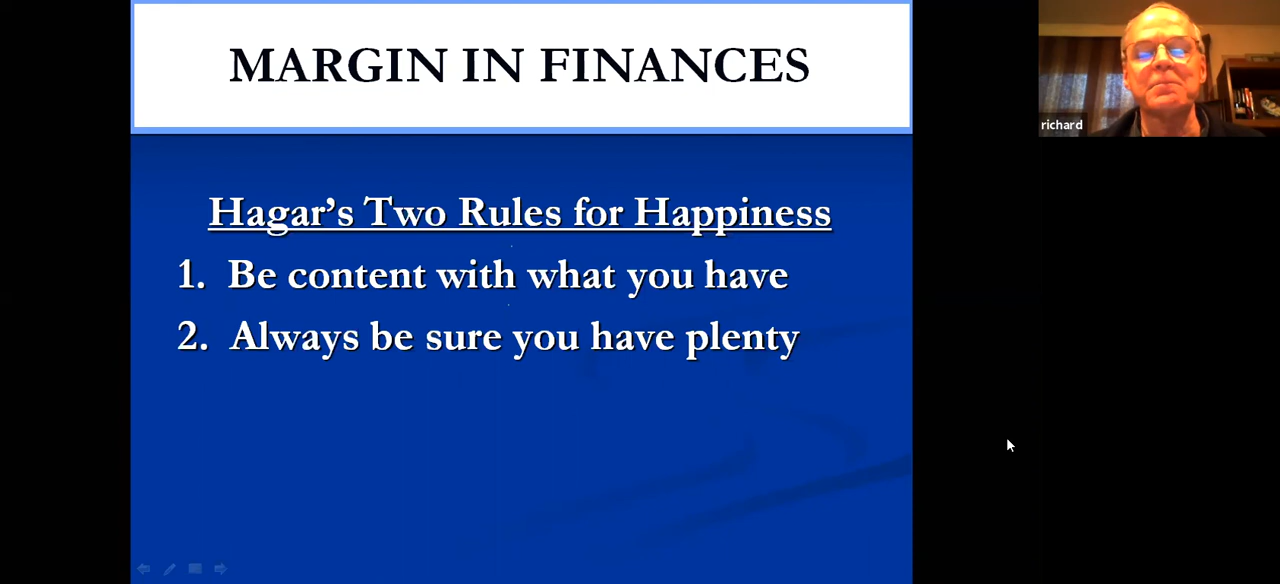 MARGIN IN FINANCES
richard
Hagar's Two Rules for Happiness
1. Be content with what you have
2. Always be sure you have plenty